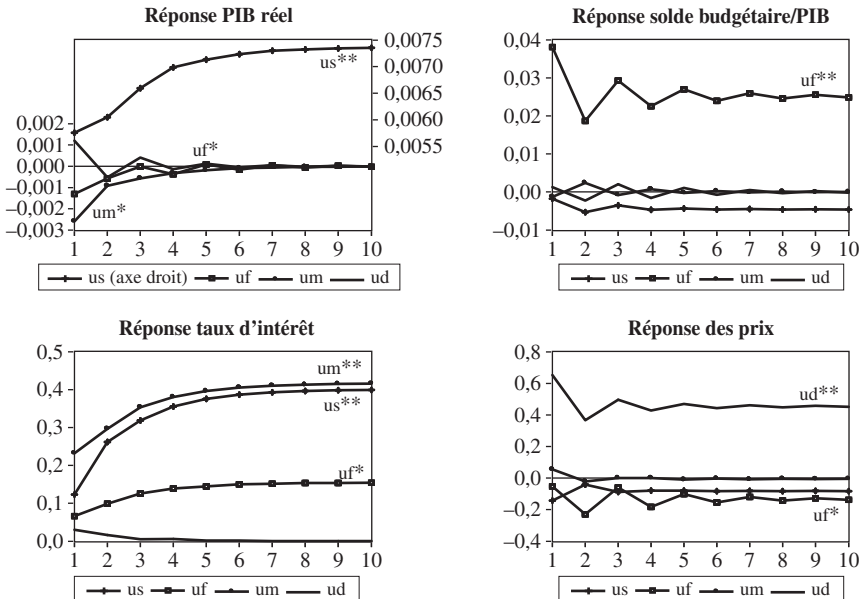 Réponse PIB réel
0,0075
0,0070
0,0065
0,0060
0,0055
0,002
0,001
0,000
–0,001
–0,002
–0,003
us**
uf*
um*
1 2 3 4 5 6 7 8 9 10
us (axe droit) uf um ud
Réponse solde budgétaire/PIB
0,04
0,03
0,02
0,01
0,00
–0,01
uf**
1 2 3 4 5 6 7 8 9 10
us uf um ud
Réponse taux d’intérêt
0,5
0,4
0,3
0,2
0,1
0,0
um**
us**
uf*
1 2 3 4 5 6 7 8 9 10
us uf um ud
Réponse des prix
0,8
0,6
0,4
0,2
0,0
–0,2
–0,4
ud**
uf*
1 2 3 4 5 6 7 8 9 10
us uf um ud